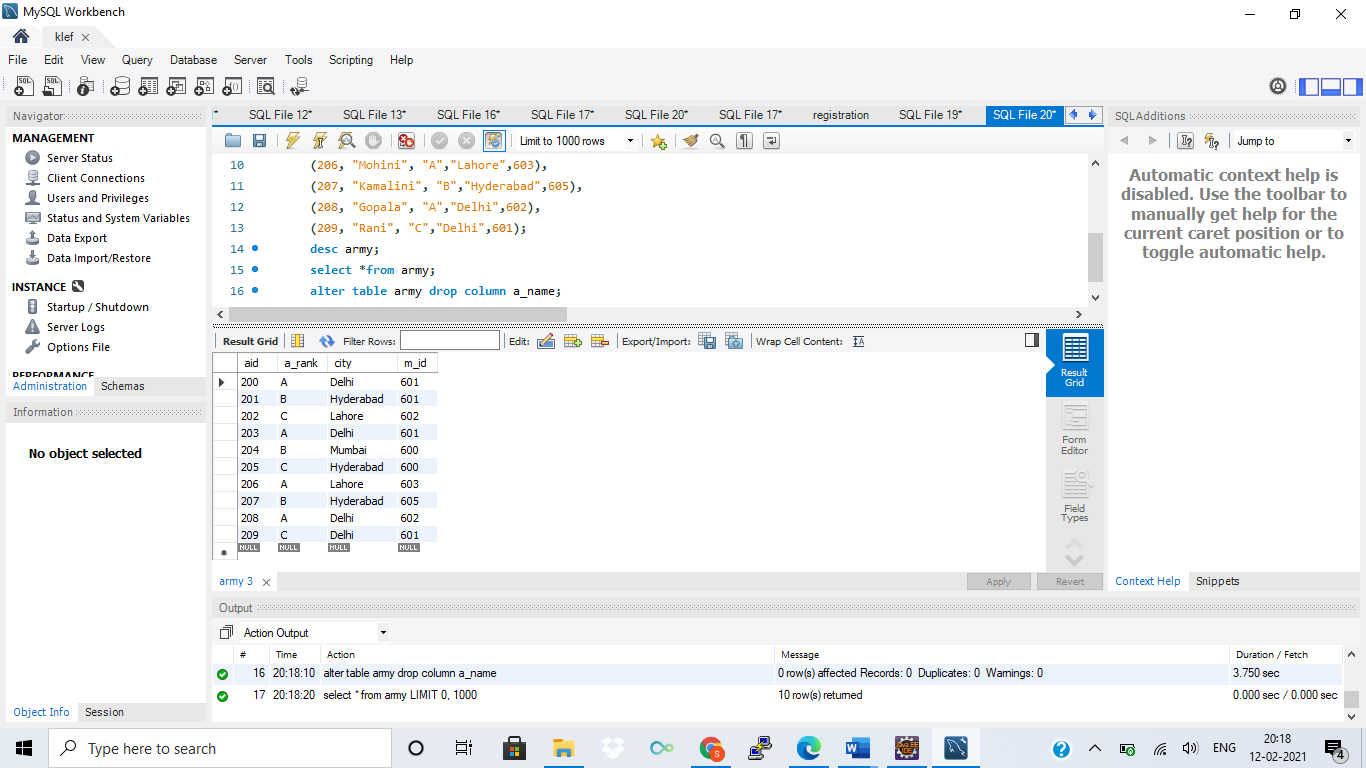 MySQL Workbench
klef
File Edit View Query Database Server Tools Scripting Help
Navigator
MANAGEMENT
Server Status
Client Connections
Users and Privileges
Status and System Variables
Data Export
Data Import/Restore
INSTANCE
Startup / Shutdown
Server Logs
Options File
PERFORMANCE
Administration Schemas
Information
No object selected
Object Info Session
SQL File 12* SQL File 13* SQL File 16* SQL File 17* SQL File 20* SQL File 17* registration SQL File 19* SQL File 20*
Limit to 1000 rows
10 (206, "Mohini", "A","Lahore",603),
11 (207, "Kamalini", "B","Hyderabad",605),
12 (208, "Gopala", "A","Delhi",602),
13 (209, "Rani", "C","Delhi",601);
14 desc army;
15 select *from army;
16 alter table army drop column a_name;
Result Grid Filter Rows: Edit: Export/Import: Wrap Cell Content:
aid a_rank city m_id
200 A Delhi 601
201 B Hyderabad 601
202 C Lahore 602
203 A Delhi 601
204 B Mumbai 600
205 C Hyderabad 600
206 A Lahore 603
207 B Hyderabad 605
208 A Delhi 602
209 C Delhi 601
NULL NULL NULL NULL
Result
Grid
Form
Editor
Field
Types
army 3
Apply Revert
SQLAdditions
Jump to
Automatic context help is
disabled. Use the toolbar to
manually get help for the
current caret position or to
toggle automatic help.
Context Help Snippets
Output
Action Output
# Time Action Message Duration / Fetch
16 20:18:10 alter table army drop column a_name 0 row(s) affected Records: 0 Duplicates: 0 Warnings: 0 3.750 sec
17 20:18:20 select * from army LIMIT 0, 1000 10 row(s) returned 0.000 sec / 0.000 sec
Type here to search
ENG
20:18
12-02-2021
4